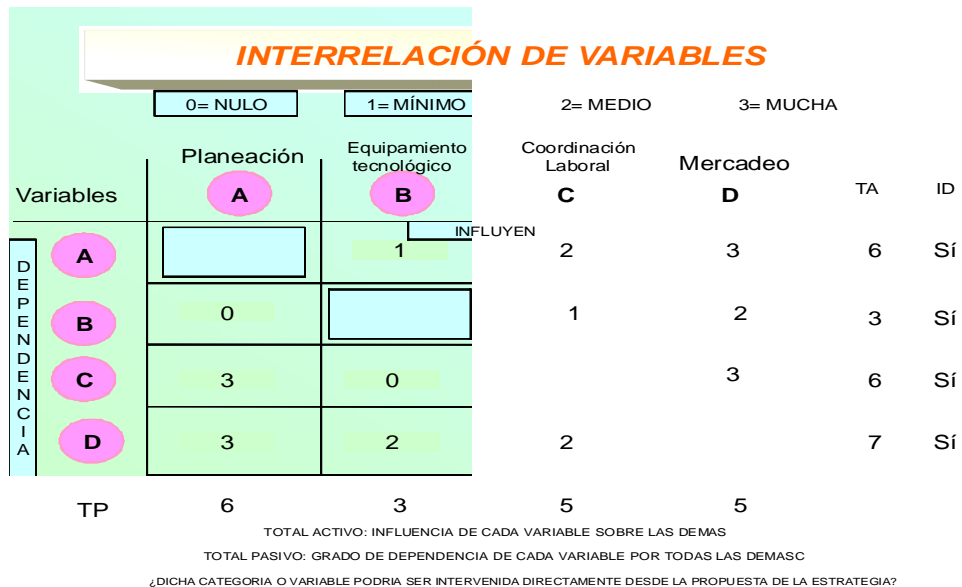 INTERRELACIÓN DE VARIABLES
0= NULO 1= MÍNIMO 2= MEDIO 3= MUCHA
Planeación Equipamiento tecnológico Coordinación Laboral Mercadeo
Variables A B C D TA ID
INFLUYEN
DEPENDENCIA
A 1 2 3 6 Sí
B 0 1 2 3 Sí
C 3 0 3 6 Sí
D 3 2 2 7 Sí
TP 6 3 5 5
TOTAL ACTIVO: INFLUENCIA DE CADA VARIABLE SOBRE LAS DEMAS
TOTAL PASIVO: GRADO DE DEPENDENCIA DE CADA VARIABLE POR TODAS LAS DEMASC
¿DICHA CATEGORIA O VARIABLE PODRIA SER INTERVENIDA DIRECTAMENTE DESDE LA PROPUESTA DE LA ESTRATEGIA?